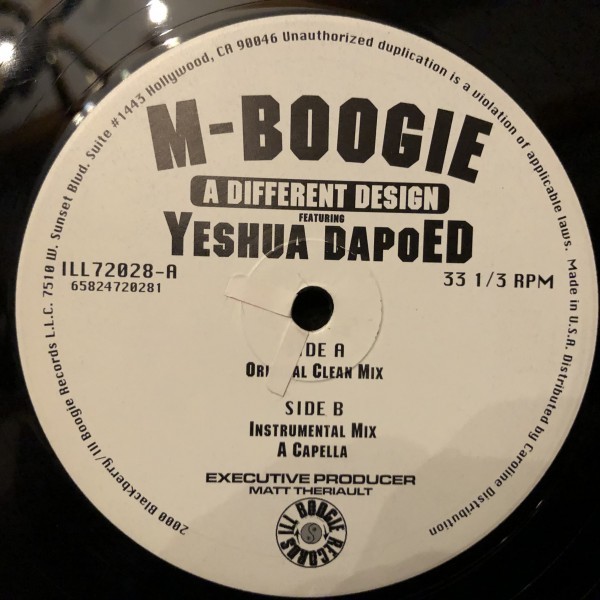 2000 Blackberry/Ill Boogie Records L.L.C. 7510 W. Sunset Blvd. Suite #1443 Hollywood, CA 90046 Unauthorized duplication is a violation of applicable laws. Made in U.S.A. Distributed by Caroline Distribution
M-BOOGIE
A DIFFERENT DESIGN
FEATURING
YESHUA DAPOED
ILL72028-A
65824720281
33 1/3 RPM
A
CLEAN MIX
SIDE B
INSTRUMENTAL MIX
A CAPELLA
EXECUTIVE PRODUCER
MATT THERIAULT
ILL BOOGIE RECORDS